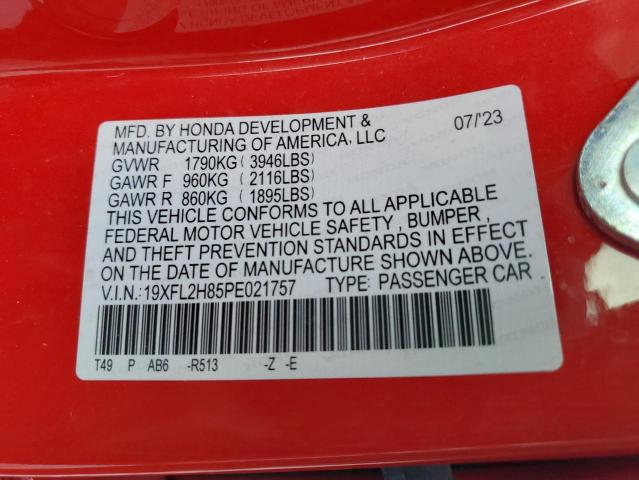 MFD. BY HONDA DEVELOPMENT & 07/'23
MANUFACTURING OF AMERICA, LLC
GVWR 1790KG ( 3946LBS)
GAWR F 960KG ( 2116LBS)
GAWR R 860KG ( 1895LBS)
THIS VEHICLE CONFORMS TO ALL APPLICABLE
FEDERAL MOTOR VEHICLE SAFETY , BUMPER ,
AND THEFT PREVENTION STANDARDS IN EFFECT
ON THE DATE OF MANUFACTURE SHOWN ABOVE.
V.I.N.:19XFL2H85PE021757 TYPE: PASSENGER CAR
T49 P AB6 -R513 -Z -E